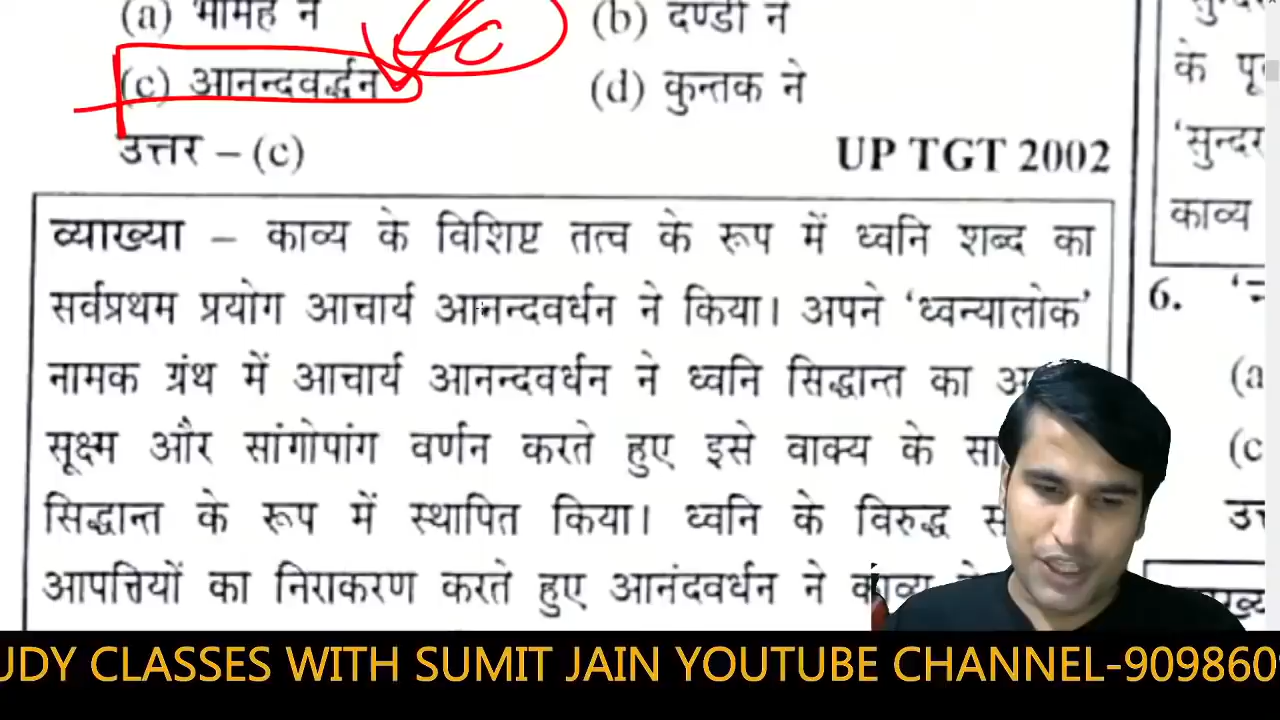 (a) भामह ने
(b) दण्डी ने
C
(c) आनन्दवर्द्धन
(d) कुन्तक ने
उत्तर – (c)
UP TGT 2002
व्याख्या – काव्य के विशिष्ट तत्व के रूप में ध्वनि शब्द का
सर्वप्रथम प्रयोग आचार्य आनन्दवर्धन ने किया। अपने ‘ध्वन्यालोक’
नामक ग्रंथ में आचार्य आनन्दवर्धन ने ध्वनि सिद्धान्त का
सूक्ष्म और सांगोपांग वर्णन करते हुए इसे वाक्य के
सिद्धान्त के रूप में स्थापित किया। ध्वनि के विरुद्ध
आपत्तियों का निराकरण करते हुए आनंदवर्धन ने
के
काव्य
6.
(a
(c
UDY CLASSES WITH SUMIT JAIN YOUTUBE CHANNEL-909860